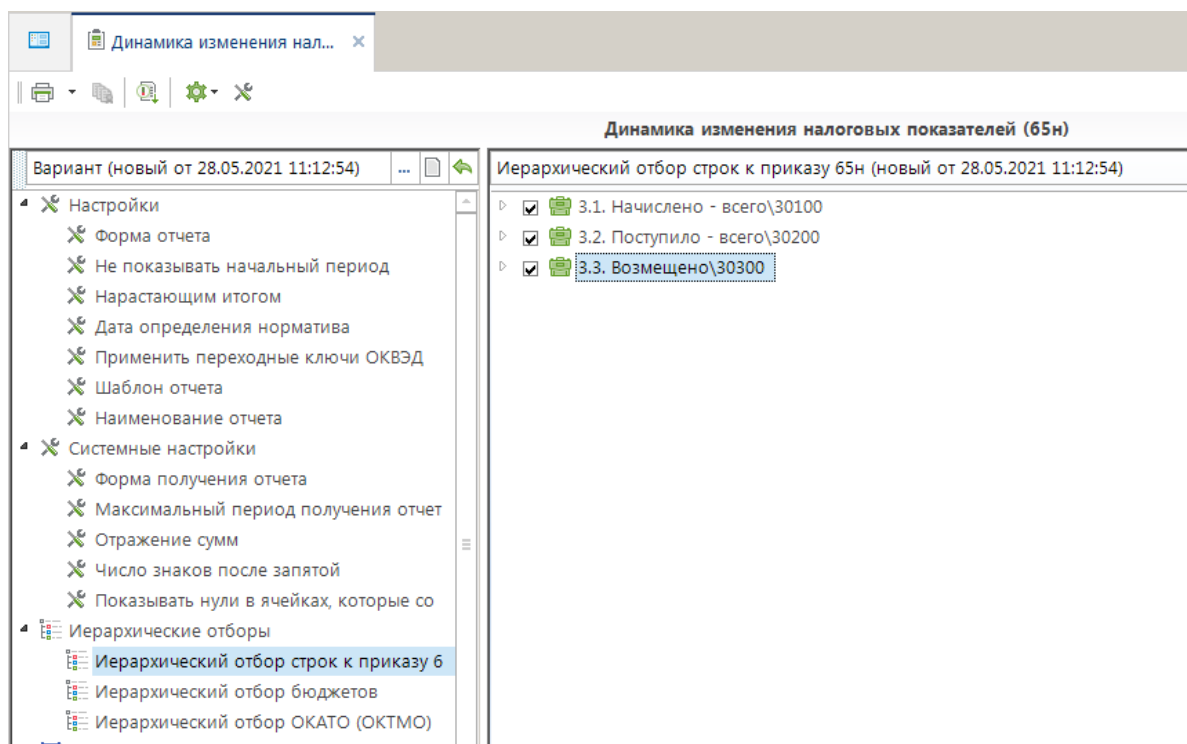 Динамика изменения нал...
Динамика изменения налоговых показателей (65н)
Вариант (новый от 28.05.2021 11:12:54) ...
Настройки
Форма отчета
Не показывать начальный период
Нарастающим итогом
Дата определения норматива
Применить переходные ключи ОКВЭД
Шаблон отчета
Наименование отчета
Системные настройки
Форма получения отчета
Максимальный период получения отчет
Отражение сумм
Число знаков после запятой
Показывать нули в ячейках, которые со
Иерархические отборы
Иерархический отбор строк к приказу 6
Иерархический отбор бюджетов
Иерархический отбор ОКАТО (ОКТМО)
Иерархический отбор строк к приказу 65н (новый от 28.05.2021 11:12:54)
3.1. Начислено - всего\30100
3.2. Поступило - всего\30200
3.3. Возмещено\30300